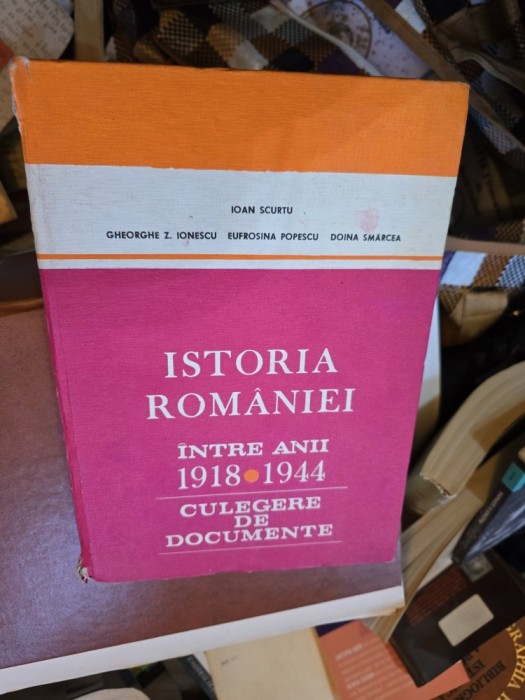 IOAN SCURTU
GHEORGHE Z. IONESCU EUFROSINA POPESCU DOINA SMÂRCEA
ISTORIA
ROMÂNIEI
ÎNTRE ANII
1918 • 1944
CULEGERE
DE
DOCUMENTE